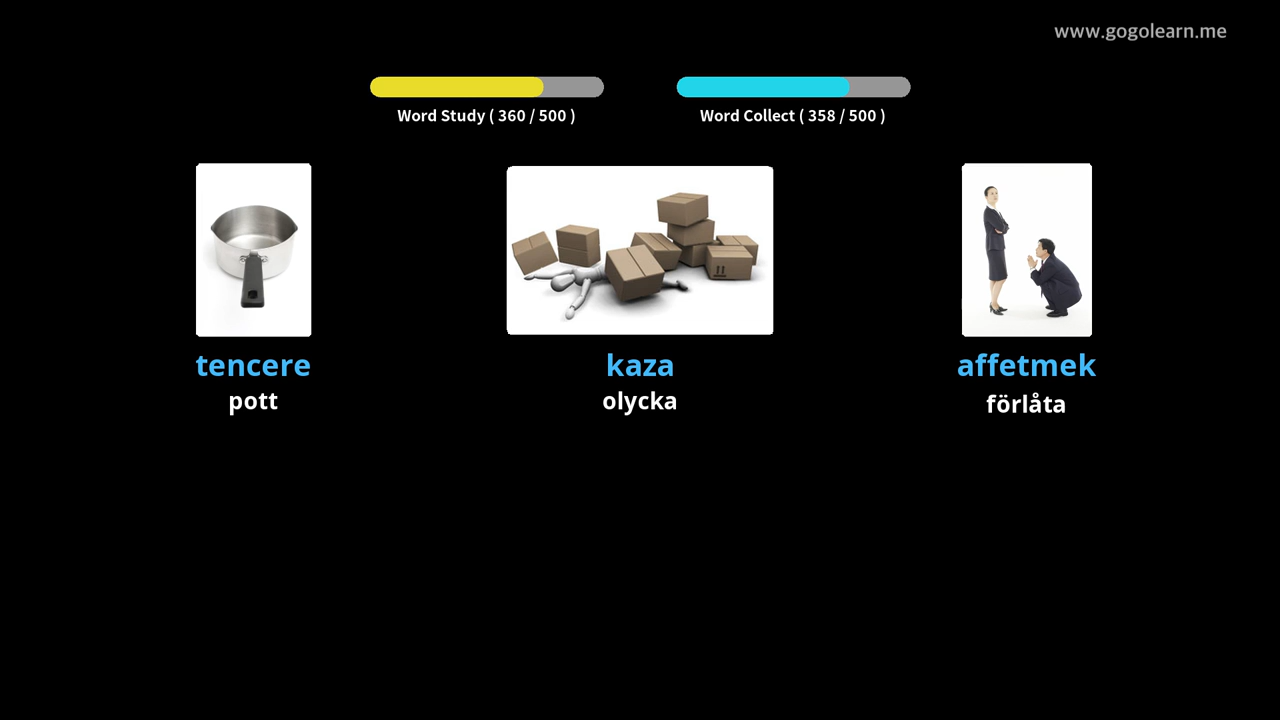 www.gogolearn.me
Word Study ( 360 / 500 )
Word Collect ( 358 / 500 )
tencere
pott
kaza
olycka
affetmek
förlåta